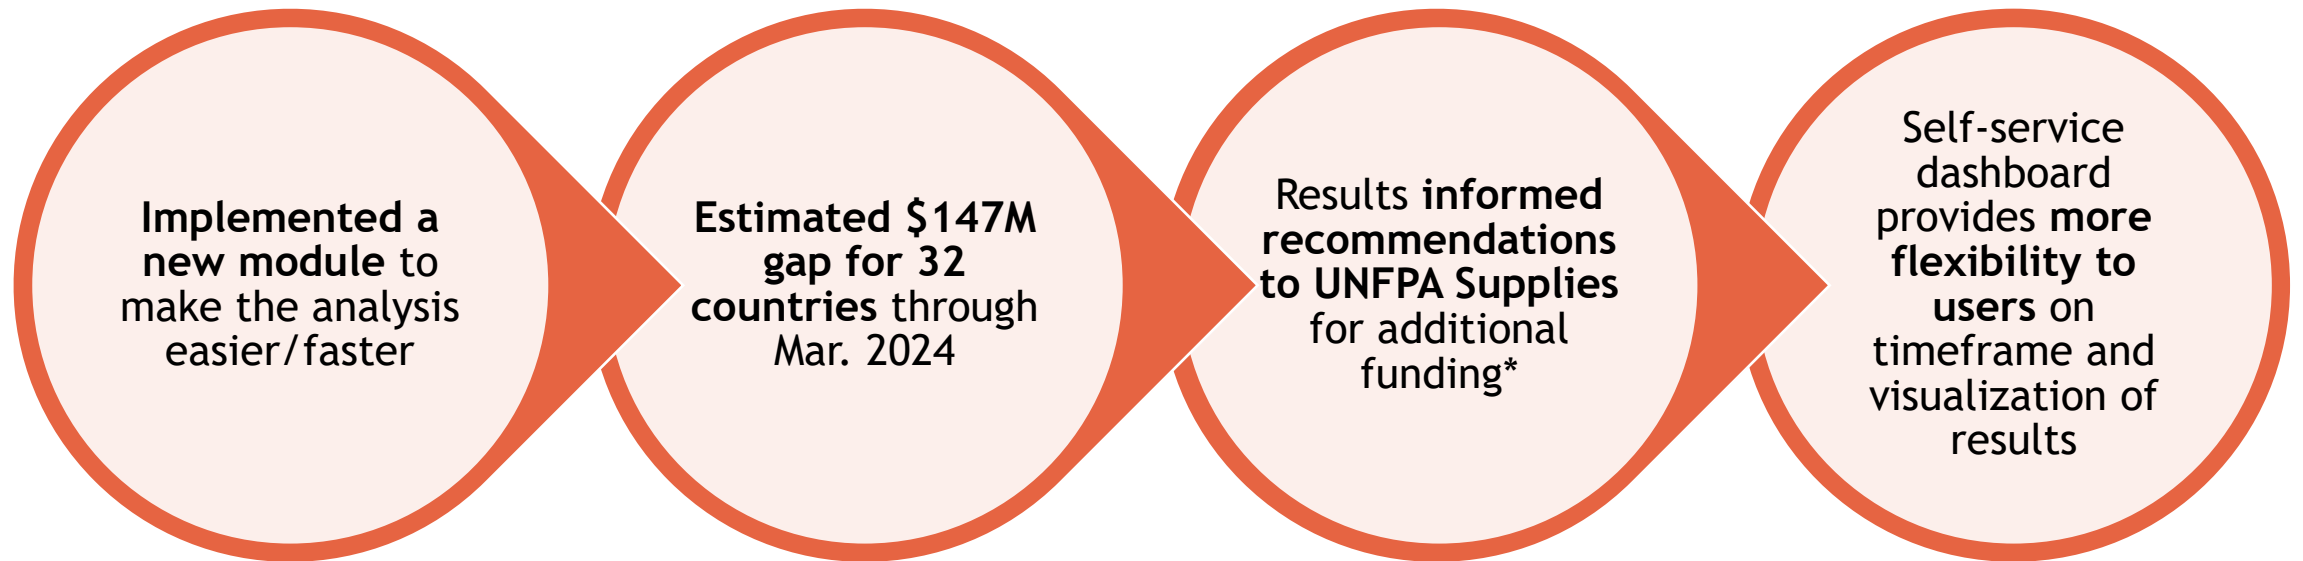 Implemented a
new module to
make the analysis
easier/faster
Estimated $147M
gap for 32
countries through
Mar. 2024
Results informed
recommendations
to UNFPA Supplies
for additional
funding*
Self-service
dashboard
provides more
flexibility to
users on
timeframe and
visualization of
results